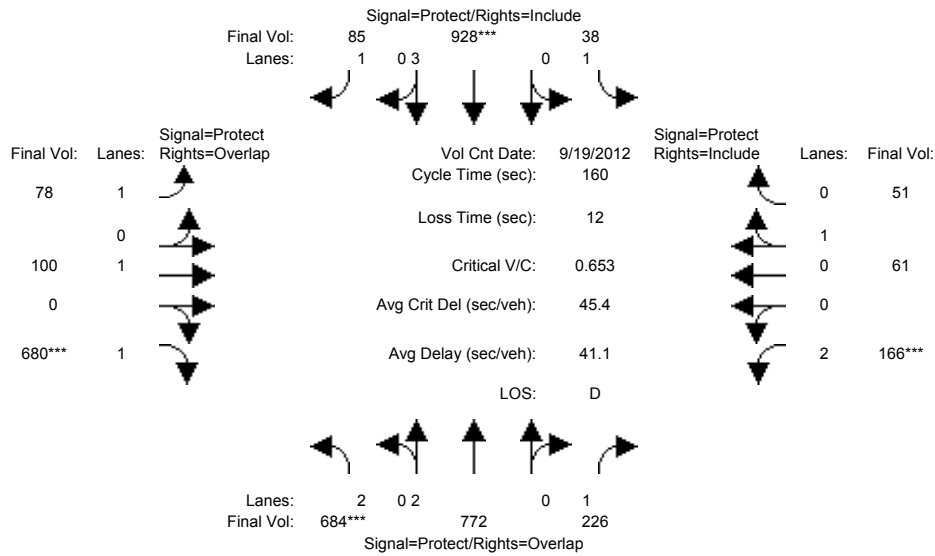 Signal=Protect/Rights=Include
Final Vol: 85 928*** 38
Lanes: 1 0 3 0 1
Signal=Protect Signal=Protect
Final Vol: Lanes: Rights=Overlap Vol Cnt Date: 9/19/2012 Rights=Include Lanes: Final Vol:
Cycle Time (sec): 160
78 1 0 51
Loss Time (sec): 12
0 1
100 1 Critical V/C: 0.653 0 61
0 Avg Crit Del (sec/veh): 45.4 0
680*** 1 Avg Delay (sec/veh): 41.1 2 166***
LOS: D
Lanes: 2 0 2 0 1
Final Vol: 684*** 772 226
Signal=Protect/Rights=Overlap